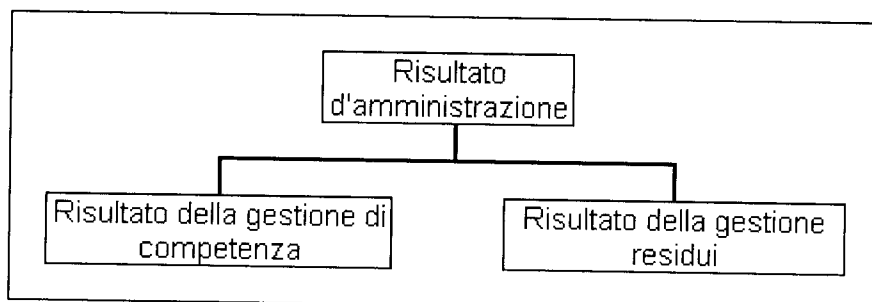 Risultato
d'amministrazione
Risultato della gestione di
competenza
Risultato della gestione
residui